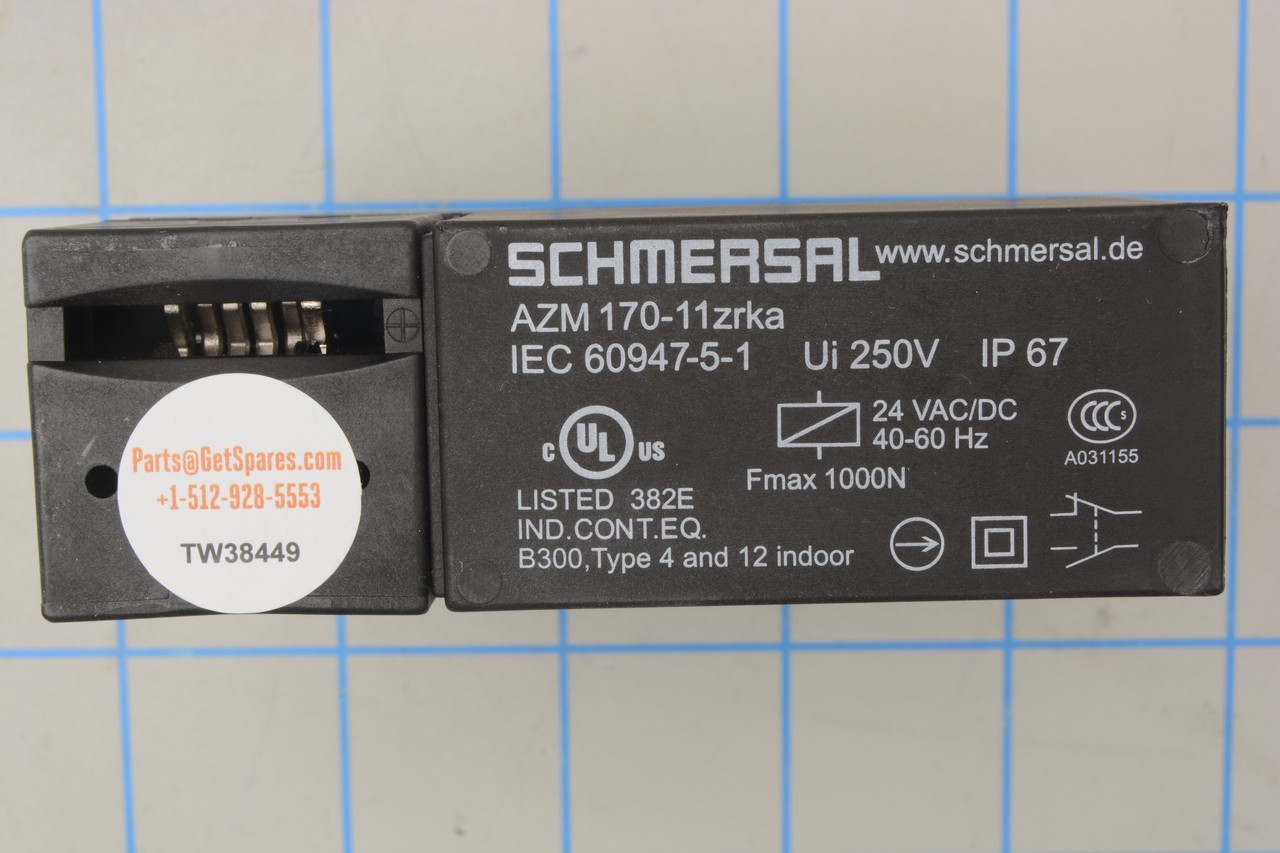 SCHMERSAL www.schmersal.de
AZM 170-11zrka
IEC 60947-5-1 Ui 250V IP 67
24 VAC/DC
40-60 Hz
Fmax 1000N
CCC S
A031155
C UL US
LISTED 382E
IND.CONT.EQ.
B300,Type 4 and 12 indoor
Parts@GetSpares.com
+1-512-928-5553
TW38449